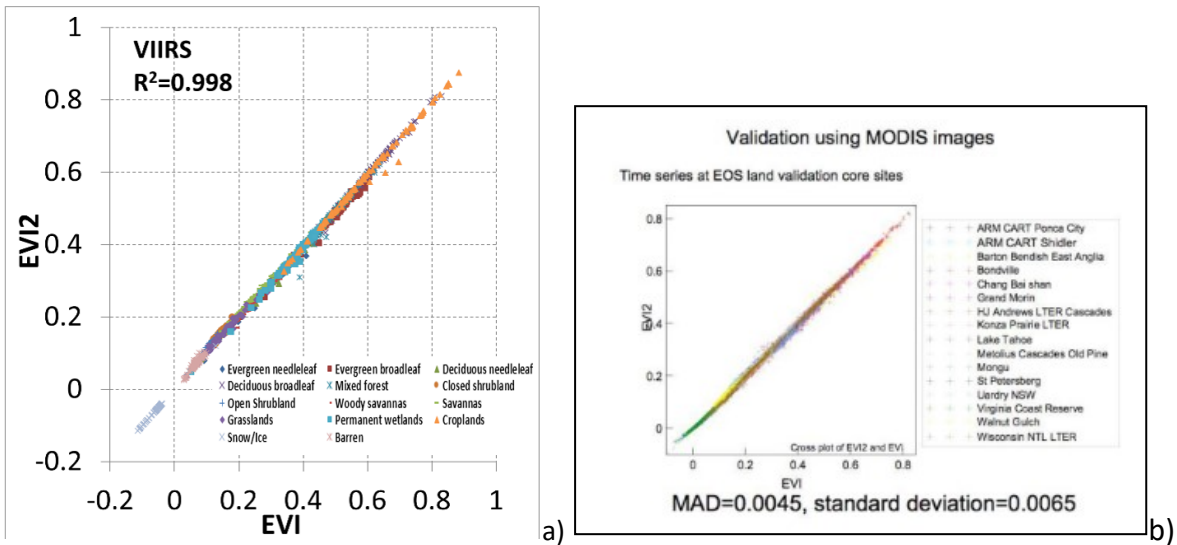 VIIRS
R²=0.998
EVI2
1
0.8
0.6
0.4
0.2
0
-0.2
-0.2 0 0.2 0.4 0.6 0.8 1
EVI
Evergreen needleleaf Evergreen broadleaf Deciduous needleleaf
Deciduous broadleaf Mixed forest Closed shrubland
Open Shrubland Woody savannas Savannas
Grasslands Permanent wetlands Croplands
Snow/Ice Barren
a)
Validation using MODIS images
Time series at EOS land validation core sites
EVI2
0.8
0.6
0.4
0.2
0
Cross plot of EVI2 and EVI
0 0.2 0.4 0.6 0.8
EVI
ARM CART Ponca City
ARM CART Shidler
Barton Bendish East Anglia
Bondville
Chang Bai shan
Grand Morin
HJ Andrews LTER Cascades
Konza Prairie LTER
Lake Tahoe
Metolius Cascades Old Pine
Mongu
St Petersberg
Uardry NSW
Virginia Coast Reserve
Walnut Gulch
Wisconsin NTL LTER
MAD=0.0045, standard deviation=0.0065
b)